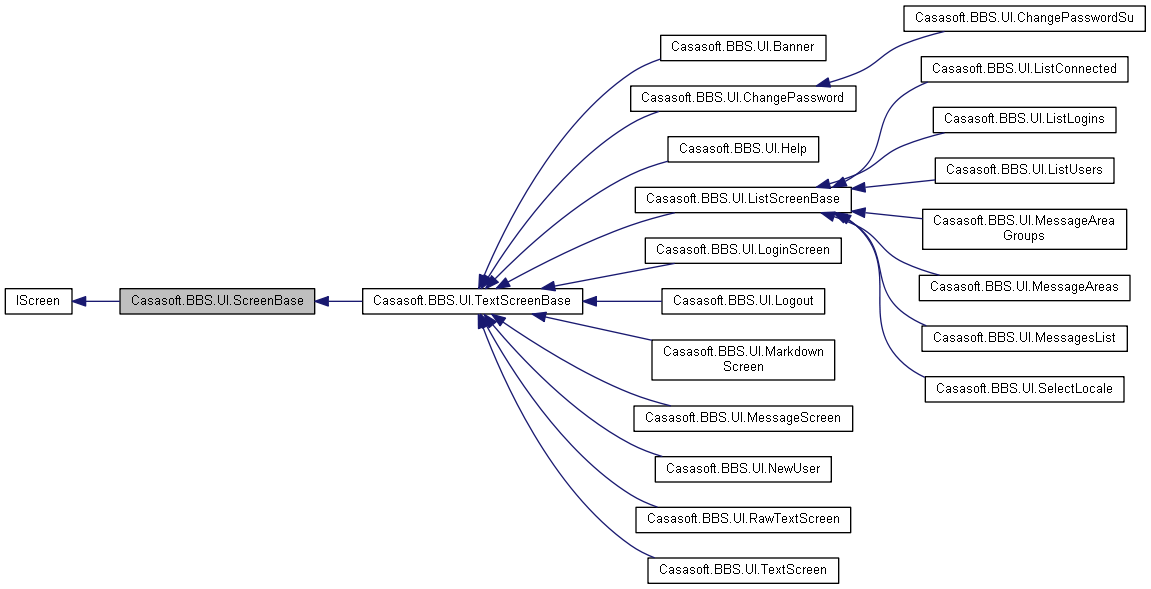 IScreen
Casasoft.BBS.UI.ScreenBase
Casasoft.BBS.UI.TextScreenBase
Casasoft.BBS.UI.Banner
Casasoft.BBS.UI.ChangePassword
Casasoft.BBS.UI.Help
Casasoft.BBS.UI.ListScreenBase
Casasoft.BBS.UI.LoginScreen
Casasoft.BBS.UI.Logout
Casasoft.BBS.UI.Markdown
Screen
Casasoft.BBS.UI.MessageScreen
Casasoft.BBS.UI.NewUser
Casasoft.BBS.UI.RawTextScreen
Casasoft.BBS.UI.TextScreen
Casasoft.BBS.UI.ChangePasswordSu
Casasoft.BBS.UI.ListConnected
Casasoft.BBS.UI.ListLogins
Casasoft.BBS.UI.ListUsers
Casasoft.BBS.UI.MessageArea
Groups
Casasoft.BBS.UI.MessageAreas
Casasoft.BBS.UI.MessagesList
Casasoft.BBS.UI.SelectLocale